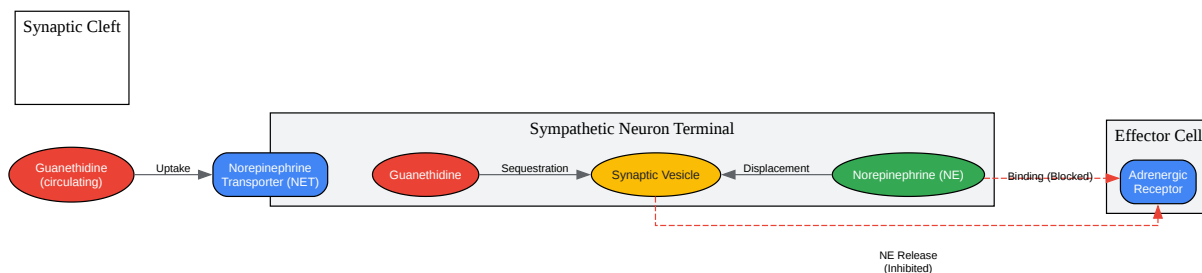 Synaptic Cleft
Sympathetic Neuron Terminal
Effector Cell
Guanethidine
(circulating)
Uptake
Norepinephrine
Transporter (NET)
Guanethidine
Sequestration
Synaptic Vesicle
Displacement
Norepinephrine (NE)
Binding (Blocked)
Adrenergic
Receptor
NE Release
(Inhibited)